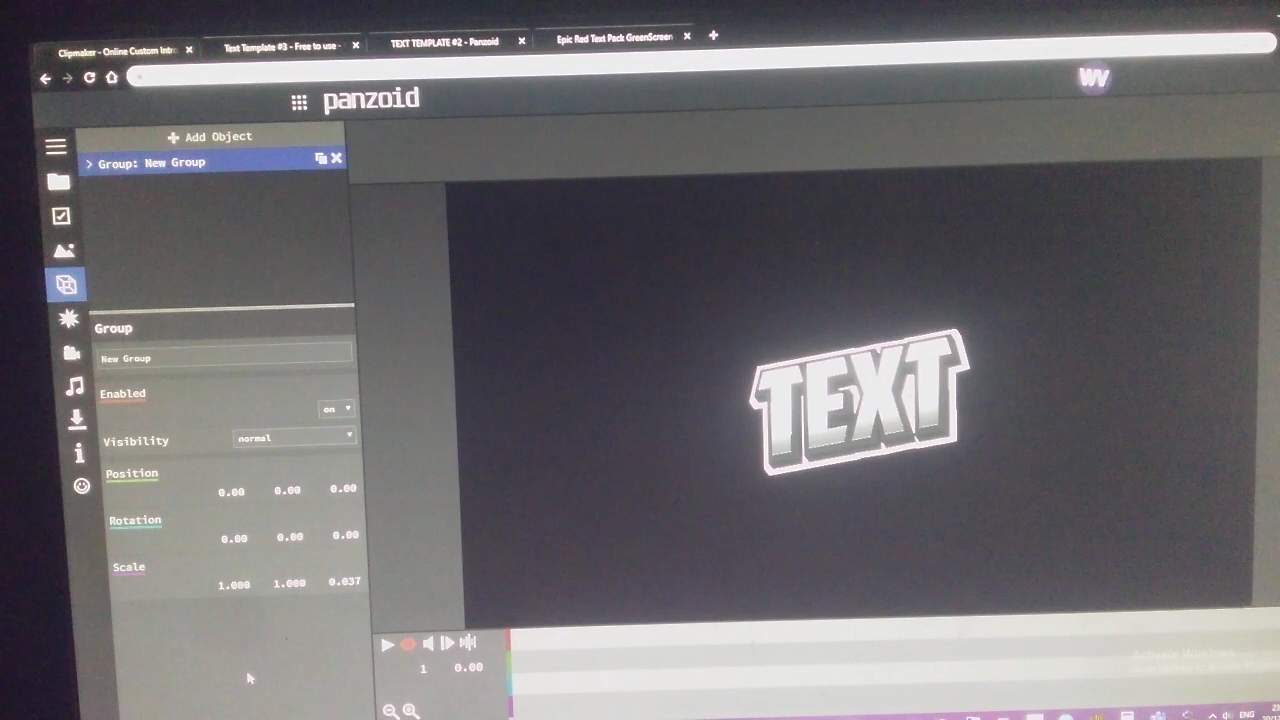 Clipmaker - Online Custom Intro
Text Template #3 - Free to use -
TEXT TEMPLATE #2 - Panzoid
Epic Red Text Pack GreenScreen
panzoid
WV
Add Object
Group: New Group
Group
New Group
Enabled
on
Visibility
normal
Position
0.00 0.00 0.00
Rotation
0.00 0.00 0.00
Scale
1.000 1.000 0.037
TEXT
1 0.00
Activate Windows
ENG